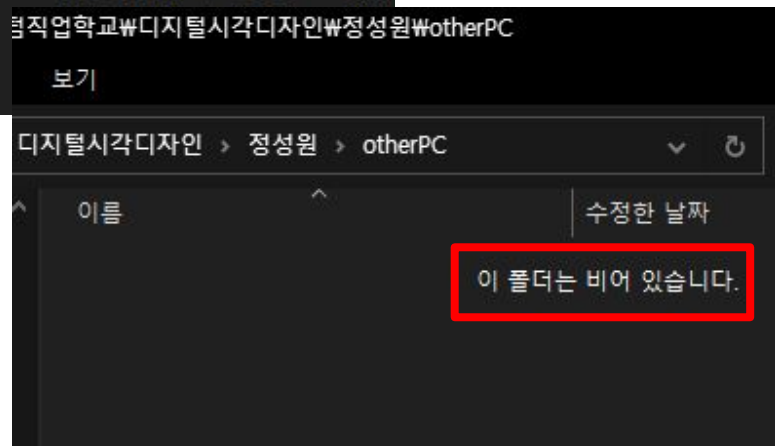 럼직업학교₩디지털시각디자인₩정성원₩otherPC
보기
디지털시각디자인 › 정성원 › otherPC
이름 수정한 날짜
이 폴더는 비어 있습니다.